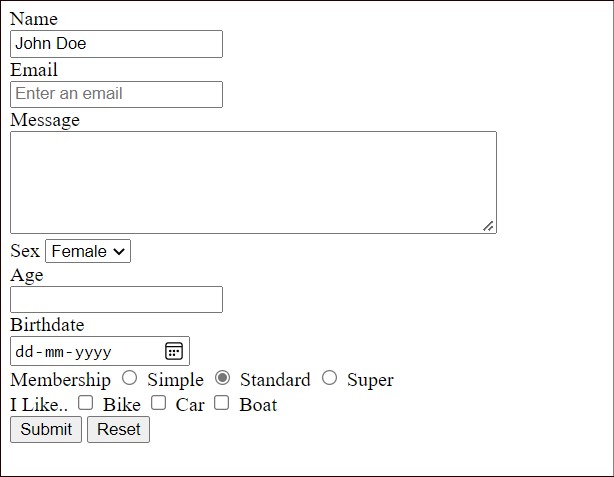 Name
John Doe
Email
Enter an email
Message
Sex Female
Age
Birthdate
dd-mm-yyyy
Membership Simple Standard Super
I Like.. Bike Car Boat
Submit Reset